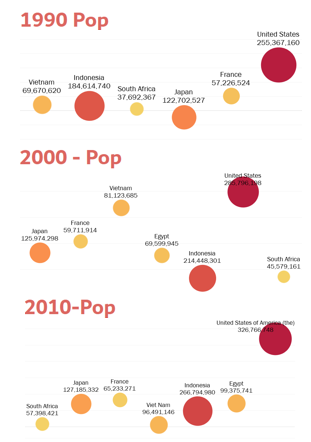 1990 Pop
United States
255,367,160
Indonesia
184,614,740
Vietnam
69,670,620
South Africa
37,692,367
Japan
122,702,527
France
57,226,524
2000 - Pop
United States
Vietnam
81,123,685
France
59,711,914
Japan
125,974,298
Egypt
69,599,945
Indonesia
214,448,301
South Africa
45,579,161
2010-Pop
United States of America (the)
Japan
127,185,332
France
65,233,271
Indonesia
266,794,980
Egypt
99,375,741
South Africa
57,398,421
Viet Nam
96,491,146